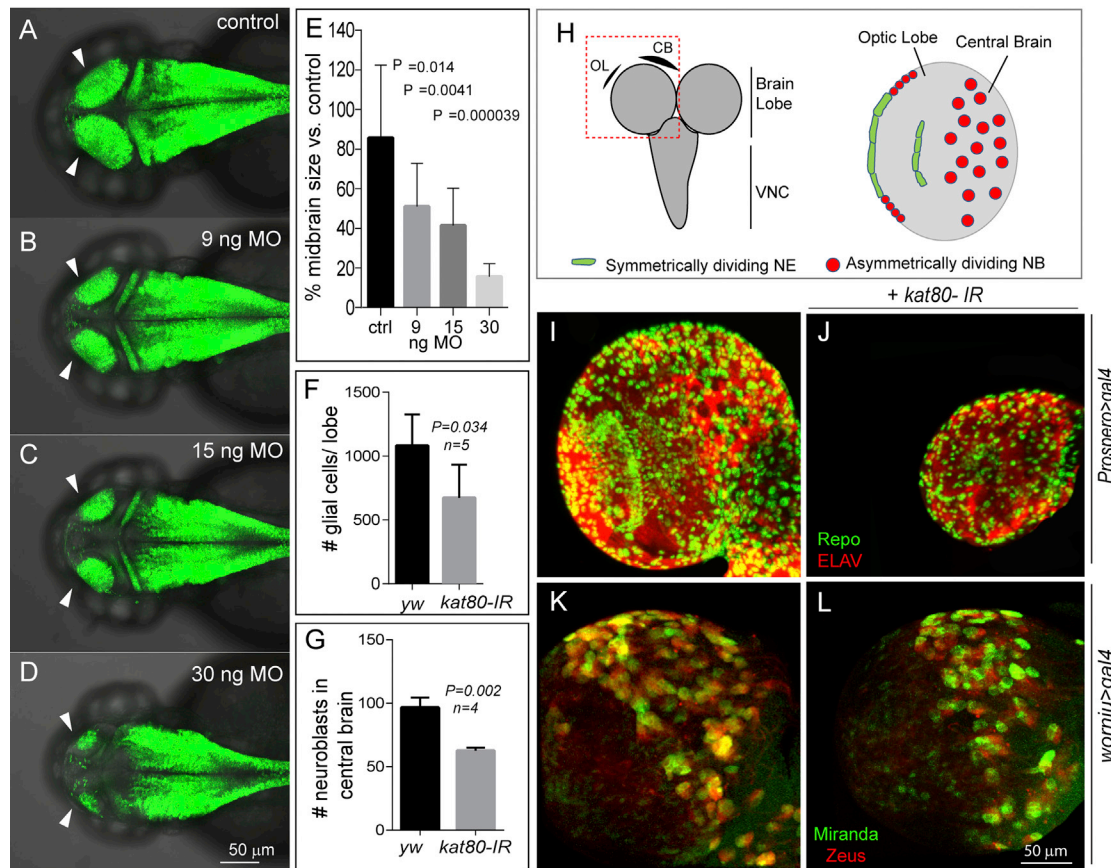 A
control
B
9 ng MO
C
15 ng MO
D
30 ng MO
50 µm
E
% midbrain size vs. control
140
120
100
80
60
40
20
0
P =0.014
P =0.0041
P =0.000039
ctrl 9 15 30
ng MO
F
# glial cells/ lobe
1500
1000
500
0
P=0.034
n=5
yw kat80-IR
G
# neuroblasts in
central brain
150
100
50
0
P=0.002
n=4
yw kat80-IR
H
OL
CB
Brain
Lobe
VNC
Optic Lobe
Central Brain
Symmetrically dividing NE
Asymmetrically dividing NB
+ kat80- IR
I
Repo
ELAV
J
Prospero>gal4
K
Miranda
Zeus
L
50 µm
worniu>gal4